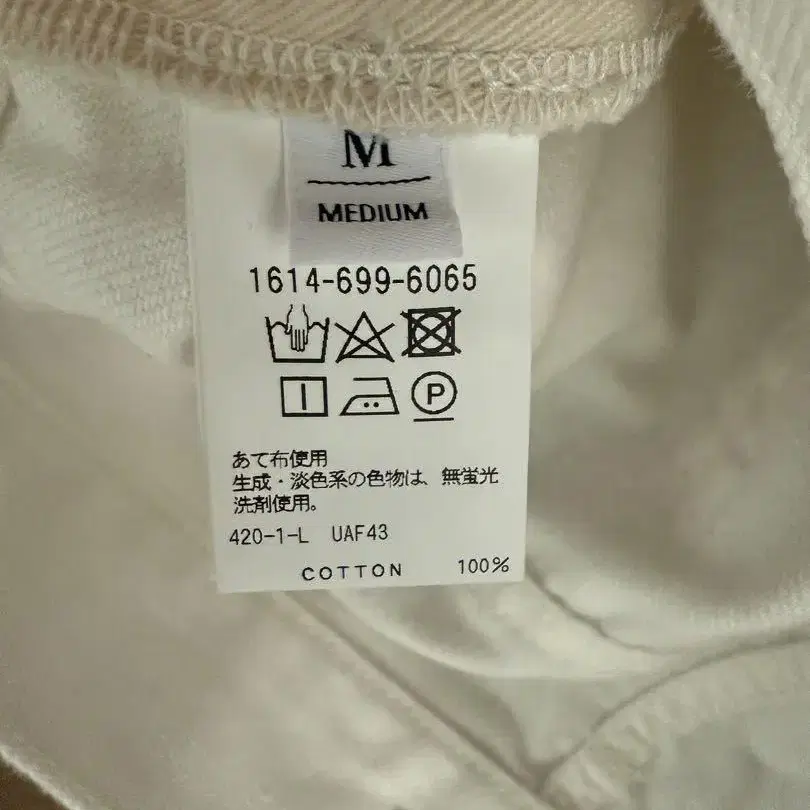 M
MEDIUM
1614-699-6065
P
あて布使用
生成・淡色系の色物は、無蛍光
洗剤使用。
420-1-L UAF43
COTTON 100%